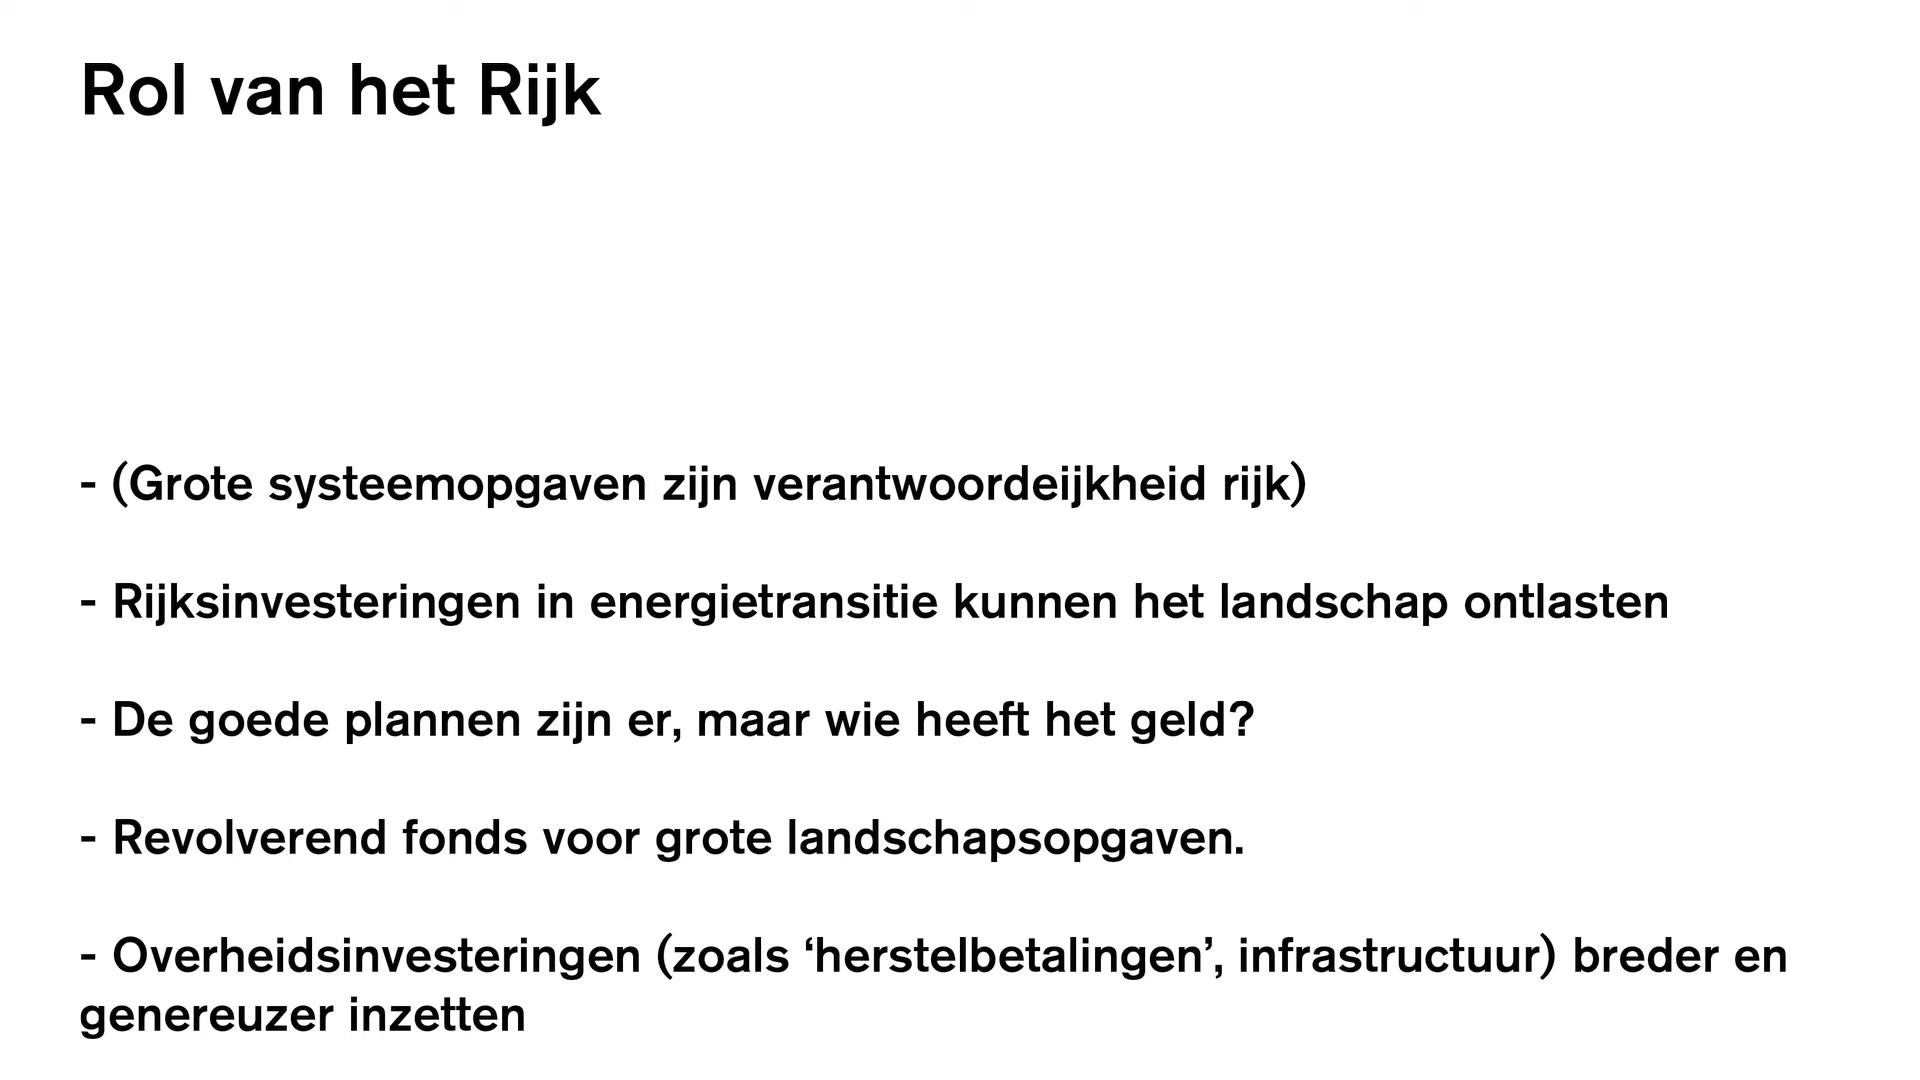 Rol van het Rijk
- (Grote systeemopgaven zijn verantwoordeijkheid rijk)
- Rijksinvesteringen in energietransitie kunnen het landschap ontlasten
- De goede plannen zijn er, maar wie heeft het geld?
- Revolverend fonds voor grote landschapsopgaven.
- Overheidsinvesteringen (zoals ‘herstelbetalingen’, infrastructuur) breder en
genereuzer inzetten